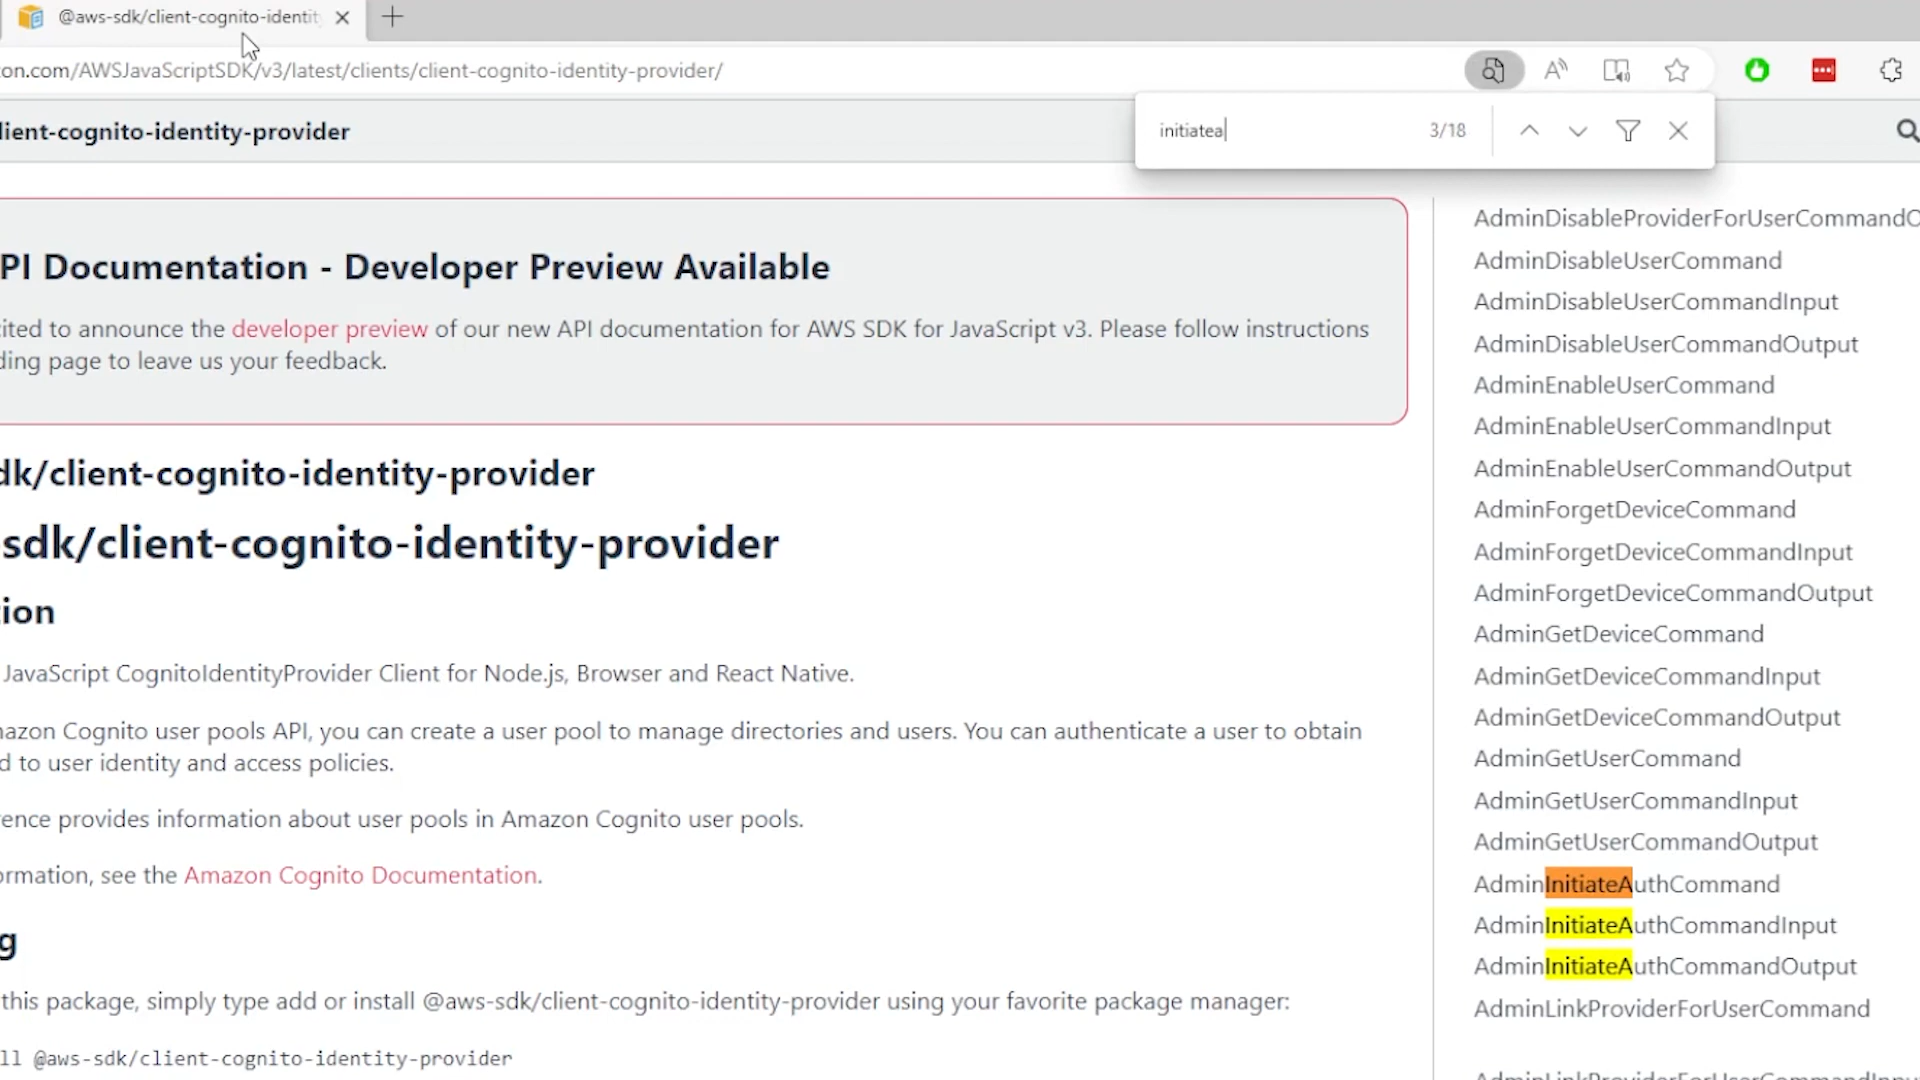 @aws-sdk/client-cognito-identit
on.com/AWSJavaScriptSDK/v3/latest/clients/client-cognito-identity-provider/
initiatea
3/18
lient-cognito-identity-provider
PI Documentation - Developer Preview Available
cited to announce the developer preview of our new API documentation for AWS SDK for JavaScript v3. Please follow instructions
ding page to leave us your feedback.
dk/client-cognito-identity-provider
sdk/client-cognito-identity-provider
tion
JavaScript CognitoIdentityProvider Client for Node.js, Browser and React Native.
nazon Cognito user pools API, you can create a user pool to manage directories and users. You can authenticate a user to obtain
d to user identity and access policies.
ence provides information about user pools in Amazon Cognito user pools.
ormation, see the Amazon Cognito Documentation.
g
this package, simply type add or install @aws-sdk/client-cognito-identity-provider using your favorite package manager:
ll @aws-sdk/client-cognito-identity-provider
AdminDisableProviderForUserCommandO
AdminDisableUserCommand
AdminDisableUserCommandInput
AdminDisableUserCommandOutput
AdminEnableUserCommand
AdminEnableUserCommandInput
AdminEnableUserCommandOutput
AdminForgetDeviceCommand
AdminForgetDeviceCommandInput
AdminForgetDeviceCommandOutput
AdminGetDeviceCommand
AdminGetDeviceCommandInput
AdminGetDeviceCommandOutput
AdminGetUserCommand
AdminGetUserCommandInput
AdminGetUserCommandOutput
AdminInitiateAuthCommand
AdminInitiateAuthCommandInput
AdminInitiateAuthCommandOutput
AdminLinkProviderForUserCommand